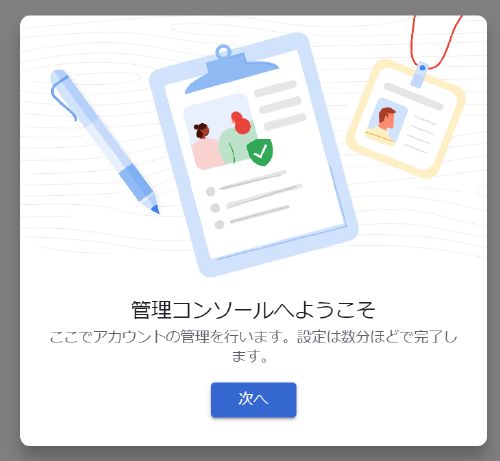 管理コンソールへようこそ
ここでアカウントの管理を行います。設定は数分ほどで完了し
ます。
次へ